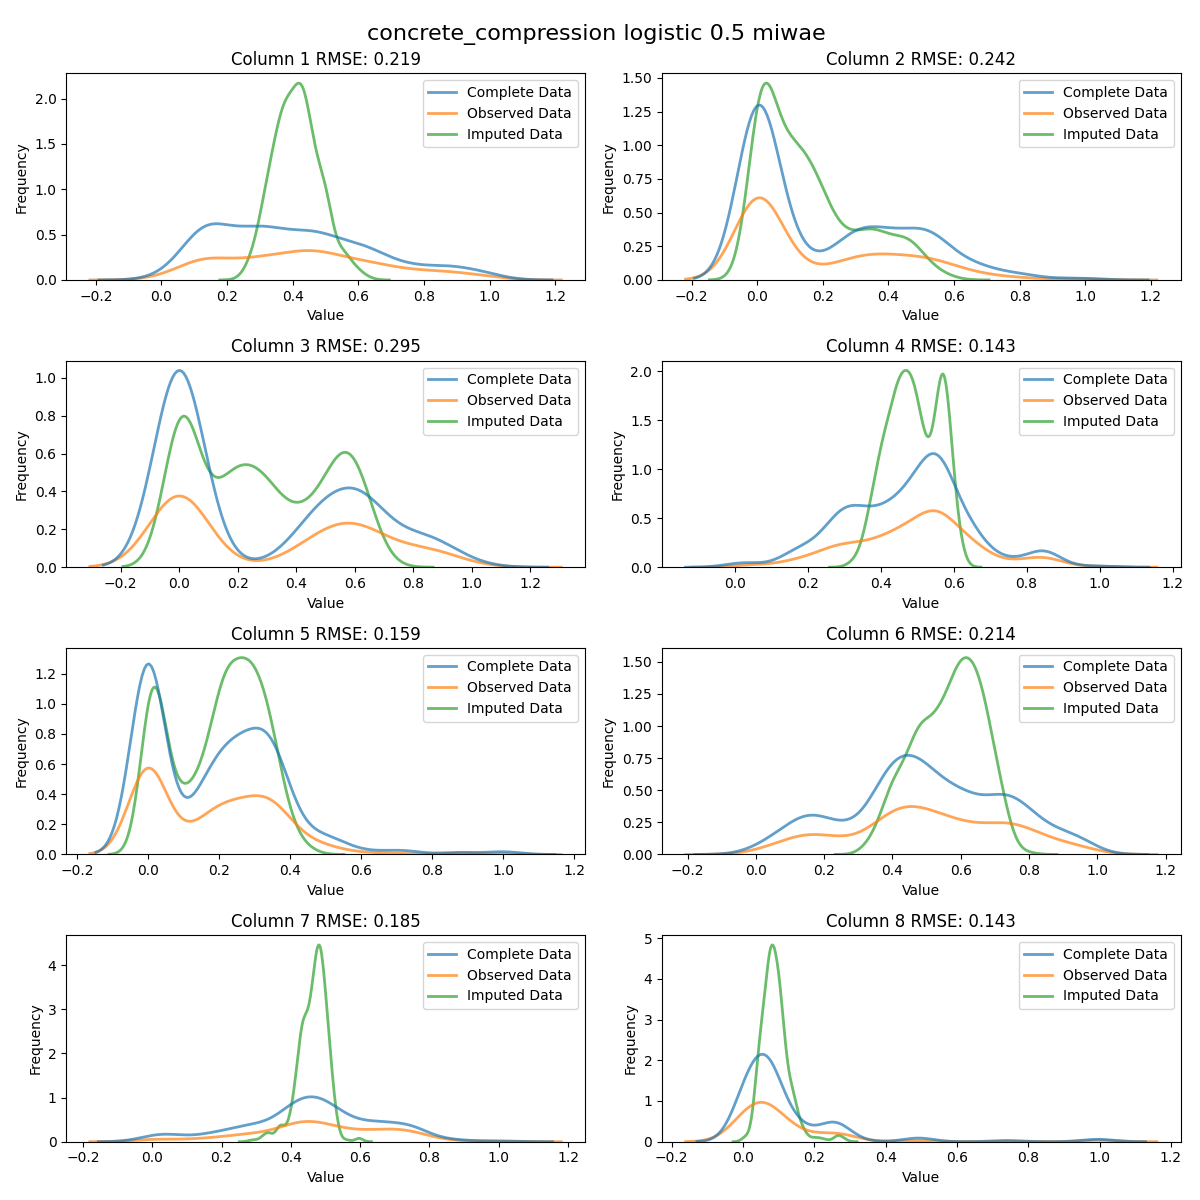 concrete_compression logistic 0.5 miwae
Column 1 RMSE: 0.219
Frequency
2.0
1.5
1.0
0.5
0.0
−0.2 0.0 0.2 0.4 0.6 0.8 1.0 1.2
Value
Complete Data
Observed Data
Imputed Data
Column 2 RMSE: 0.242
Frequency
1.50
1.25
1.00
0.75
0.50
0.25
0.00
−0.2 0.0 0.2 0.4 0.6 0.8 1.0 1.2
Value
Complete Data
Observed Data
Imputed Data
Column 3 RMSE: 0.295
Frequency
1.0
0.8
0.6
0.4
0.2
0.0
−0.2 0.0 0.2 0.4 0.6 0.8 1.0 1.2
Value
Complete Data
Observed Data
Imputed Data
Column 4 RMSE: 0.143
Frequency
2.0
1.5
1.0
0.5
0.0
0.0 0.2 0.4 0.6 0.8 1.0 1.2
Value
Complete Data
Observed Data
Imputed Data
Column 5 RMSE: 0.159
Frequency
1.2
1.0
0.8
0.6
0.4
0.2
0.0
−0.2 0.0 0.2 0.4 0.6 0.8 1.0 1.2
Value
Complete Data
Observed Data
Imputed Data
Column 6 RMSE: 0.214
Frequency
1.50
1.25
1.00
0.75
0.50
0.25
0.00
−0.2 0.0 0.2 0.4 0.6 0.8 1.0 1.2
Value
Complete Data
Observed Data
Imputed Data
Column 7 RMSE: 0.185
Frequency
4
3
2
1
0
−0.2 0.0 0.2 0.4 0.6 0.8 1.0 1.2
Value
Complete Data
Observed Data
Imputed Data
Column 8 RMSE: 0.143
Frequency
5
4
3
2
1
0
−0.2 0.0 0.2 0.4 0.6 0.8 1.0 1.2
Value
Complete Data
Observed Data
Imputed Data